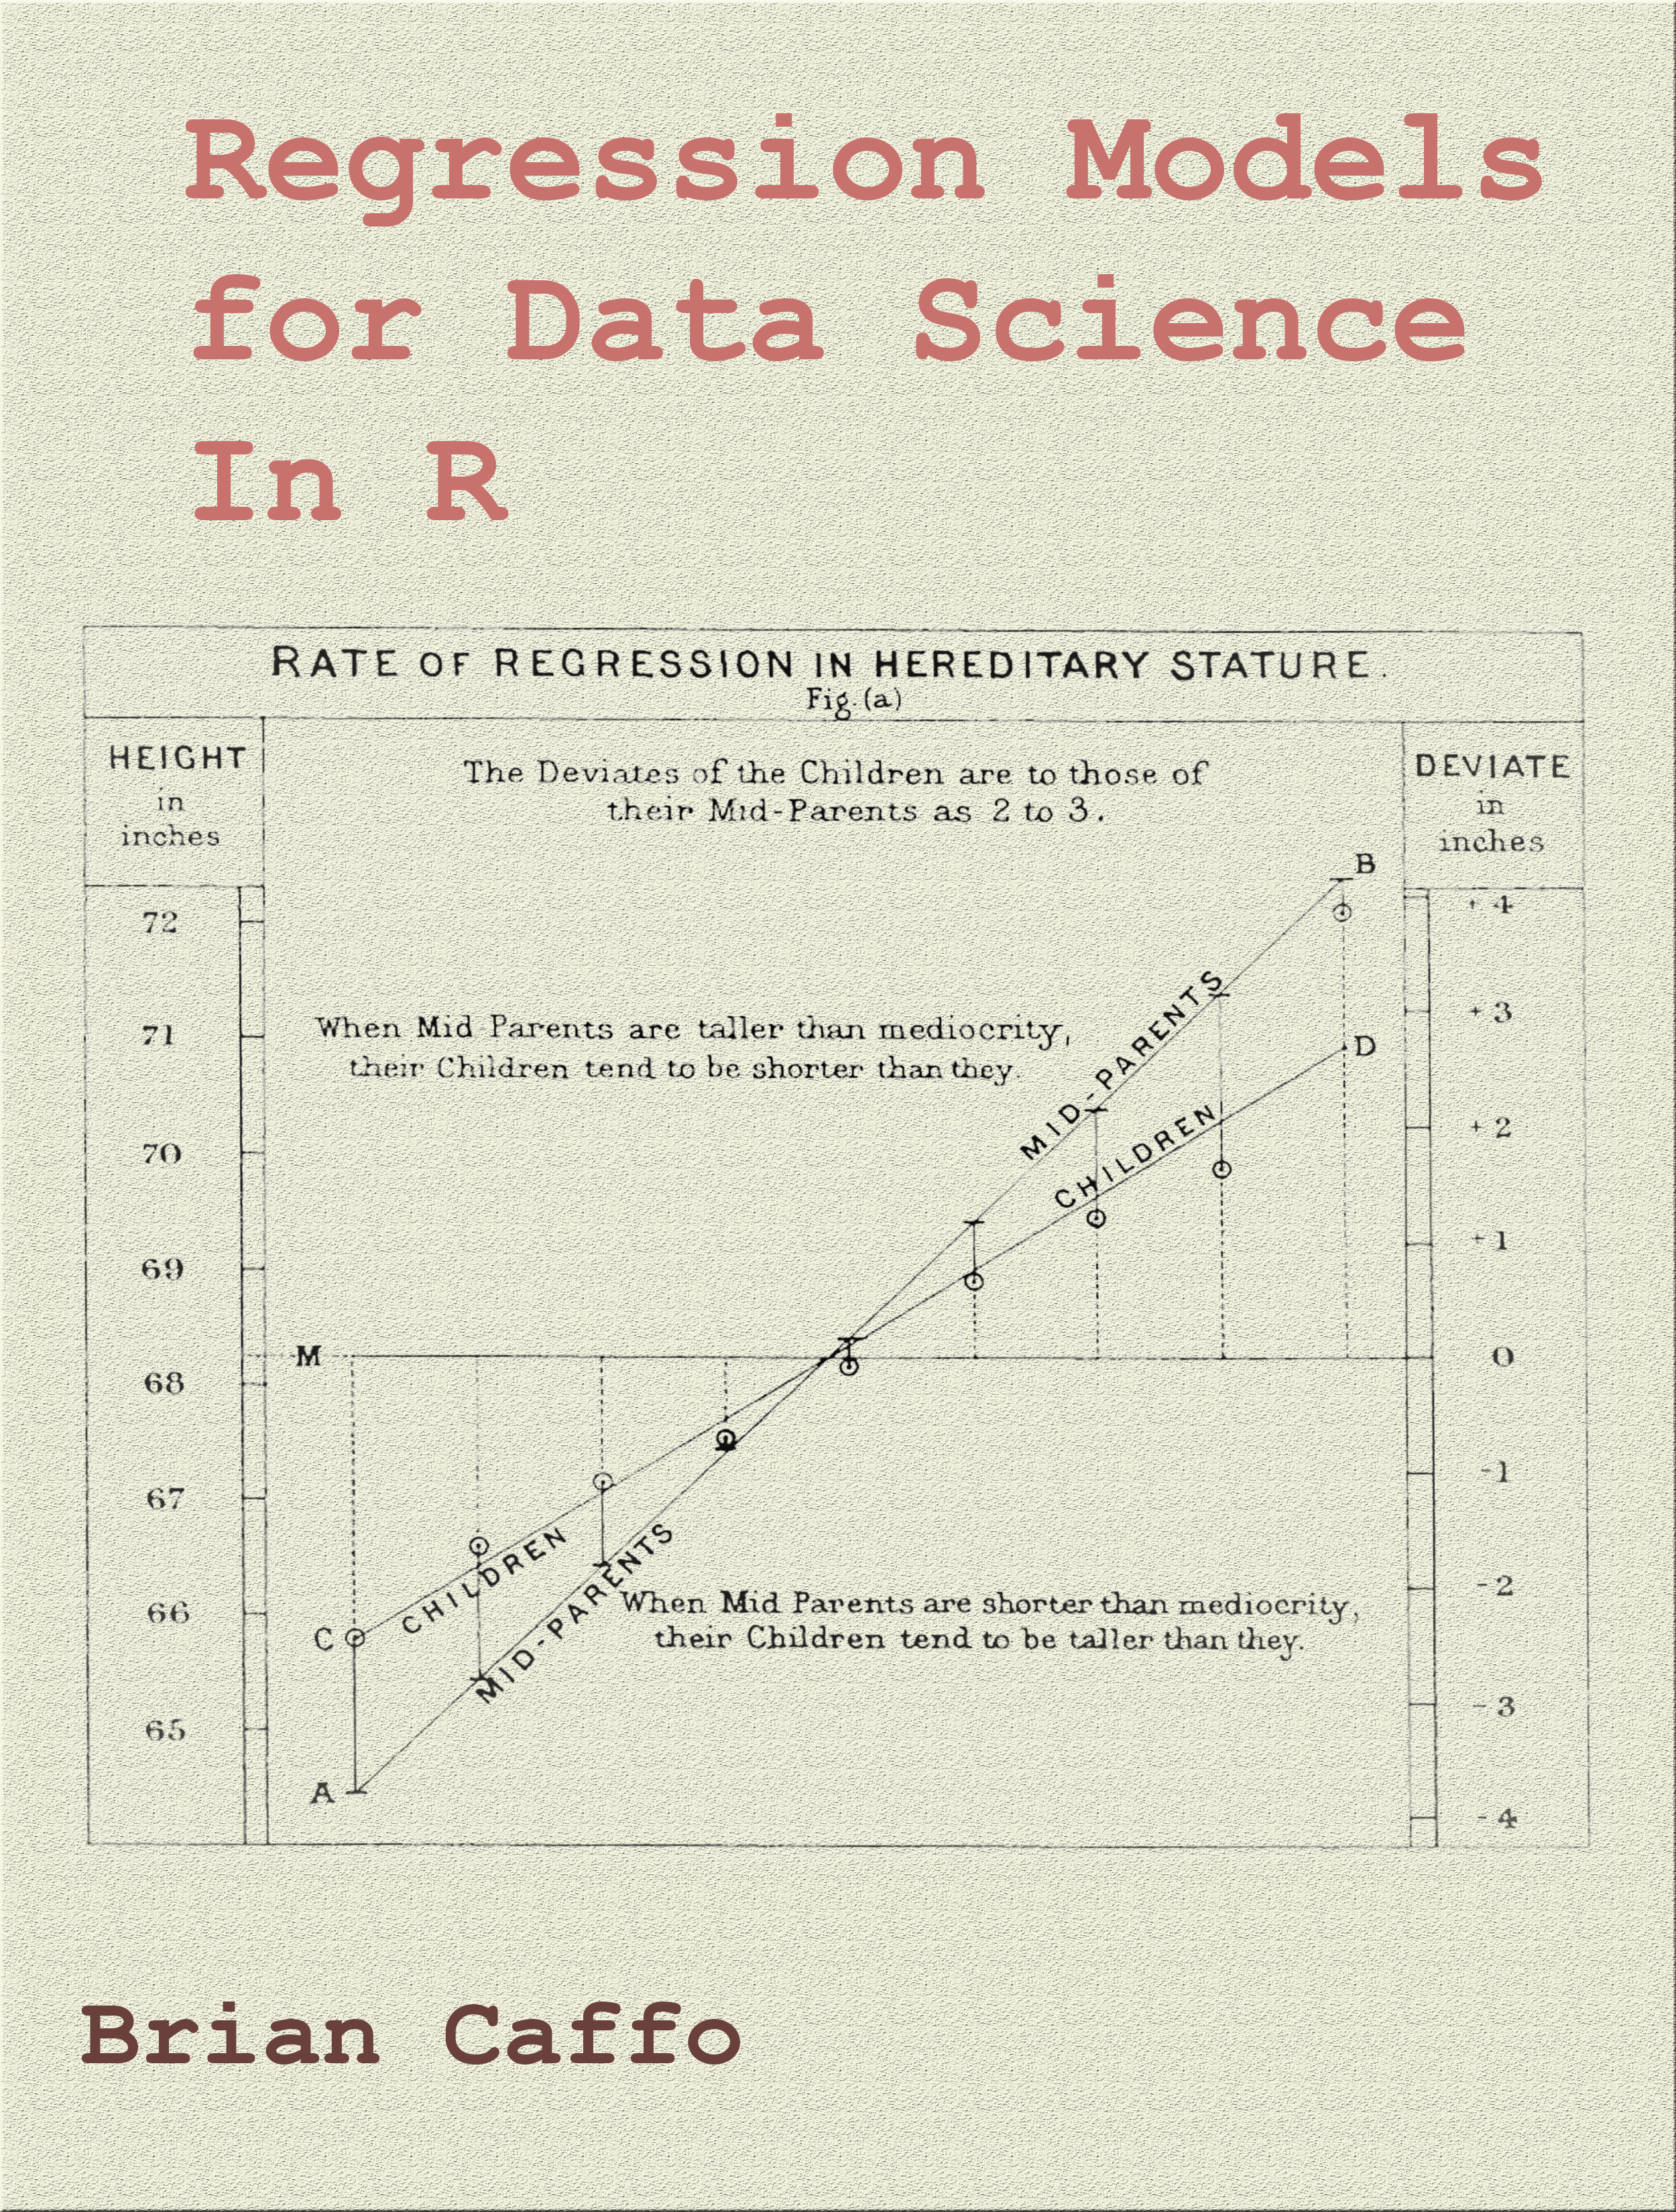 Regression Models
for Data Science
In R
RATE OF REGRESSION IN HEREDITARY STATURE.
Fig. (a)
HEIGHT
in
inches
The Deviates of the Children are to those of
their Mid-Parents as 2 to 3.
DEVIATE
in
inches
B
72
+ 4
When Mid Parents are taller than mediocrity,
their Children tend to be shorter than they.
71
+ 3
MID-PARENTS
D
70
+ 2
CHILDREN
69
+ 1
M
0
68
-1
67
CHILDREN
MID-PARENTS
-2
66
When Mid Parents are shorter than mediocrity,
their Children tend to be taller than they.
C
65
-3
A
-4
Brian Caffo